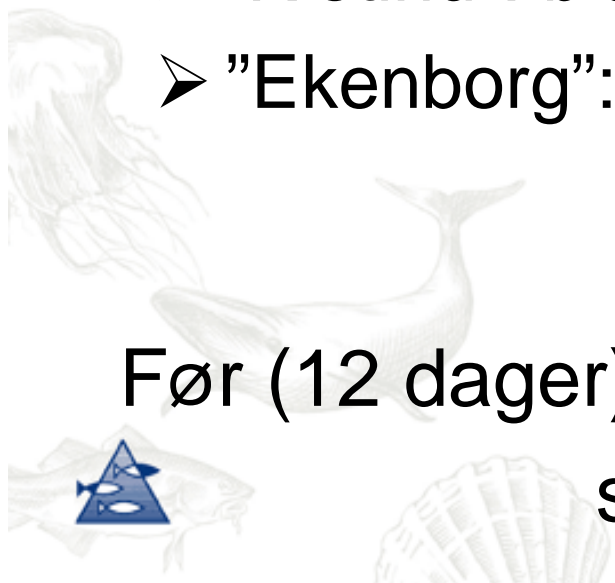 ➢ ”Ekenborg”:
Før (12 dager)
s